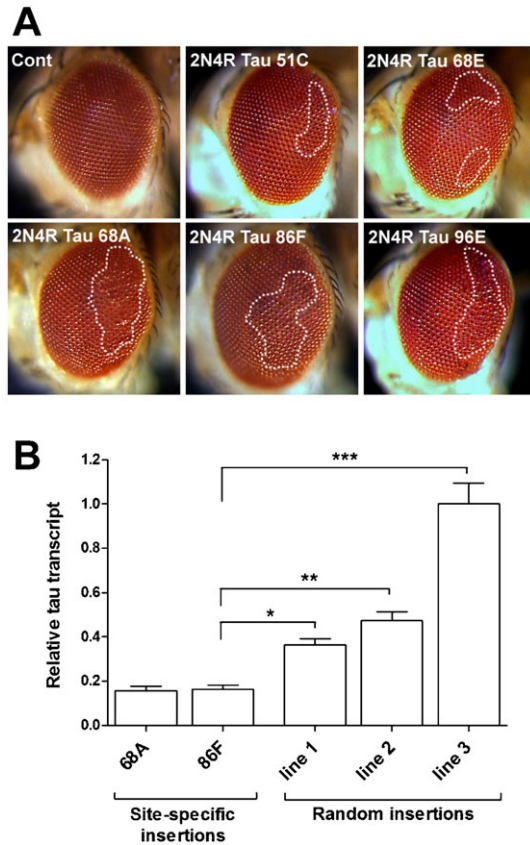 A
Cont
2N4R Tau 51C
2N4R Tau 68E
2N4R Tau 68A
2N4R Tau 86F
2N4R Tau 96E
B
***
**
*
1.2
1.0
0.8
0.6
0.4
0.2
0.0
Relative tau transcript
68A
86F
line 1
line 2
line 3
Site-specific
insertions
Random insertions